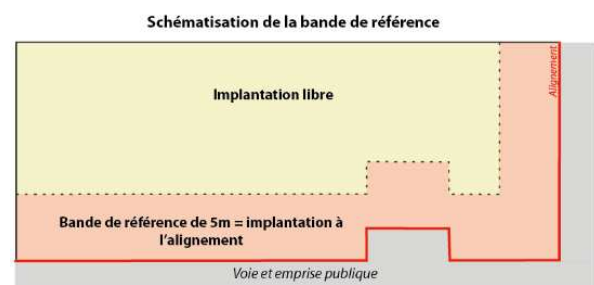 Schématisation de la bande de référence
Alignement
Implantation libre
Bande de référence de 5m = implantation à
l'alignement
Voie et emprise publique